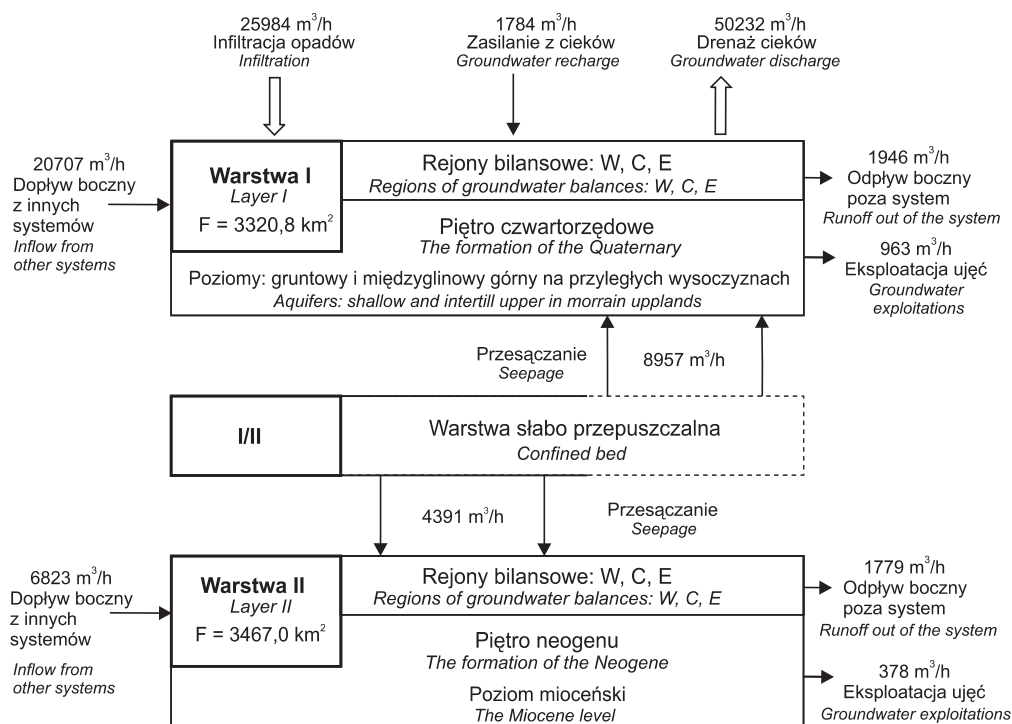 25984 m³/h
Infiltracja opadów
Infiltration
1784 m³/h
Zasilanie z cieków
Groundwater recharge
50232 m³/h
Drenaż cieków
Groundwater discharge
20707 m³/h
Dopływ boczny
z innych
systemów
Inflow from
other systems
Warstwa I
Layer I
F = 3320,8 km²
Rejony bilansowe: W, C, E
Regions of groundwater balances: W, C, E
Piętro czwartorzędowe
The formation of the Quaternary
Poziomy: gruntowy i międzyglinowy górny na przyległych wysoczyznach
Aquifers: shallow and intertill upper in morrain upplands
1946 m³/h
Odpływ boczny
poza system
Runoff out of the system
963 m³/h
Eksploatacja ujęć
Groundwater
exploitations
Przesączanie
Seepage
8957 m³/h
I/II
Warstwa słabo przepuszczalna
Confined bed
4391 m³/h
Przesączanie
Seepage
6823 m³/h
Dopływ boczny
z innych
systemów
Inflow from
other systems
Warstwa II
Layer II
F = 3467,0 km²
Rejony bilansowe: W, C, E
Regions of groundwater balances: W, C, E
Piętro neogenu
The formation of the Neogene
Poziom mioceński
The Miocene level
1779 m³/h
Odpływ boczny
poza system
Runoff out of the system
378 m³/h
Eksploatacja ujęć
Groundwater exploitations